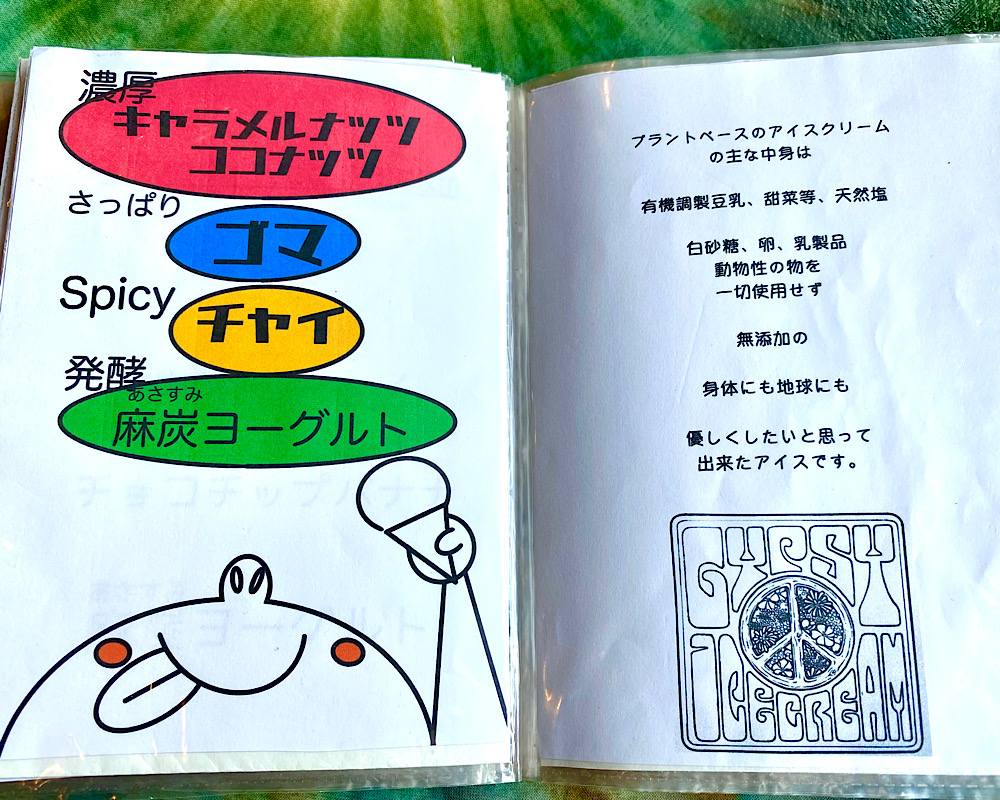 濃厚
キャラメルナッツ
ココナッツ
さっぱり
ゴマ
Spicy
チャイ
発酵
あさすみ
麻炭ヨーグルト
プラントベースのアイスクリーム
の主な中身は
有機調製豆乳、甜菜等、天然塩
白砂糖、卵、乳製品
動物性の物を
一切使用せず
無添加の
身体にも地球にも
優しくしたいと思って
出来たアイスです。
GYPSY
ICECREAM